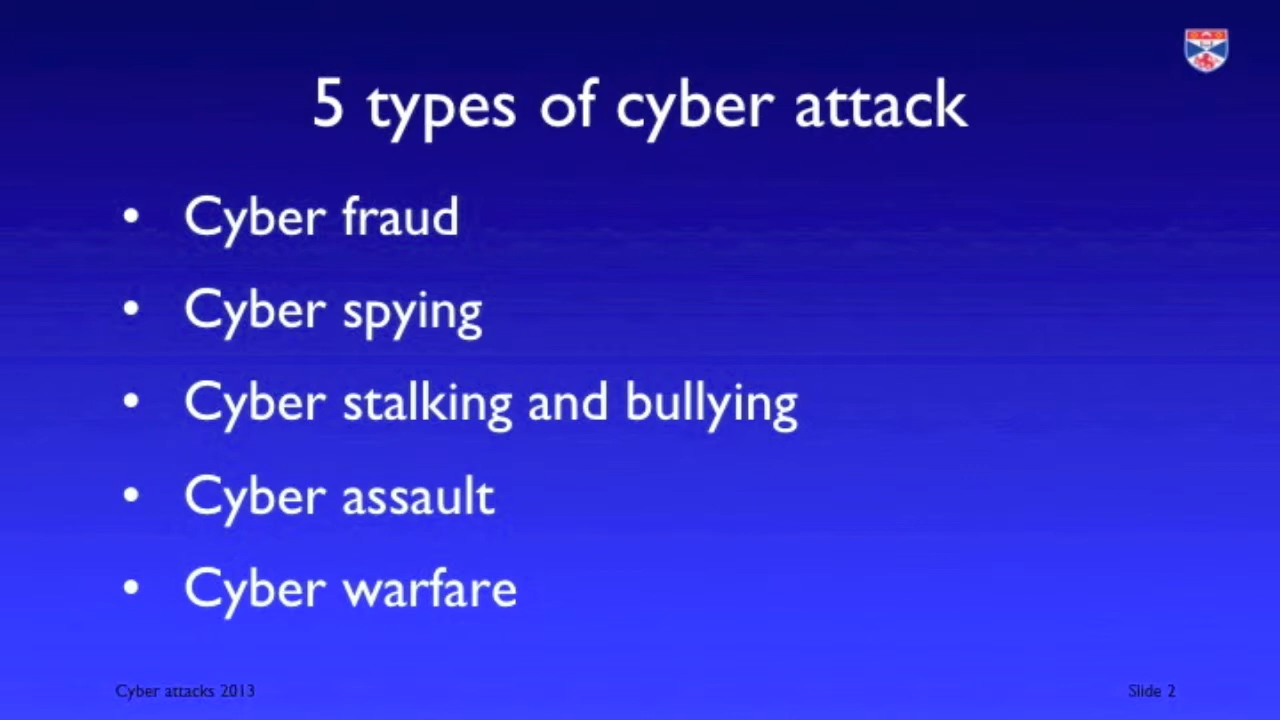 5 types of cyber attack
• Cyber fraud
• Cyber spying
• Cyber stalking and bullying
• Cyber assault
• Cyber warfare
Cyber attacks 2013
Slide 2